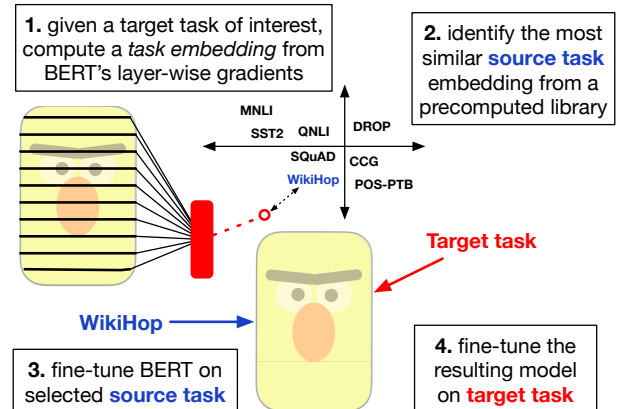 1. given a target task of interest,
compute a task embedding from
BERT's layer-wise gradients
2. identify the most
similar source task
embedding from a
precomputed library
MNLI
SST2
QNLI
DROP
SQuAD
CCG
WikiHop
POS-PTB
Target task
WikiHop
3. fine-tune BERT on
selected source task
4. fine-tune the
resulting model
on target task